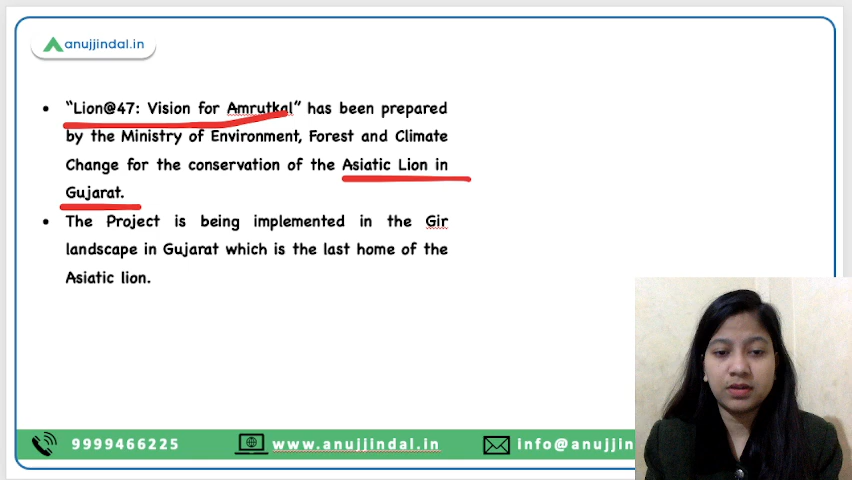 anujjindal.in
• “Lion@47: Vision for Amrutkal” has been prepared
by the Ministry of Environment, Forest and Climate
Change for the conservation of the Asiatic Lion in
Gujarat.
• The Project is being implemented in the Gir
landscape in Gujarat which is the last home of the
Asiatic lion.
9999466225 www.anujjindal.in info@anujjin